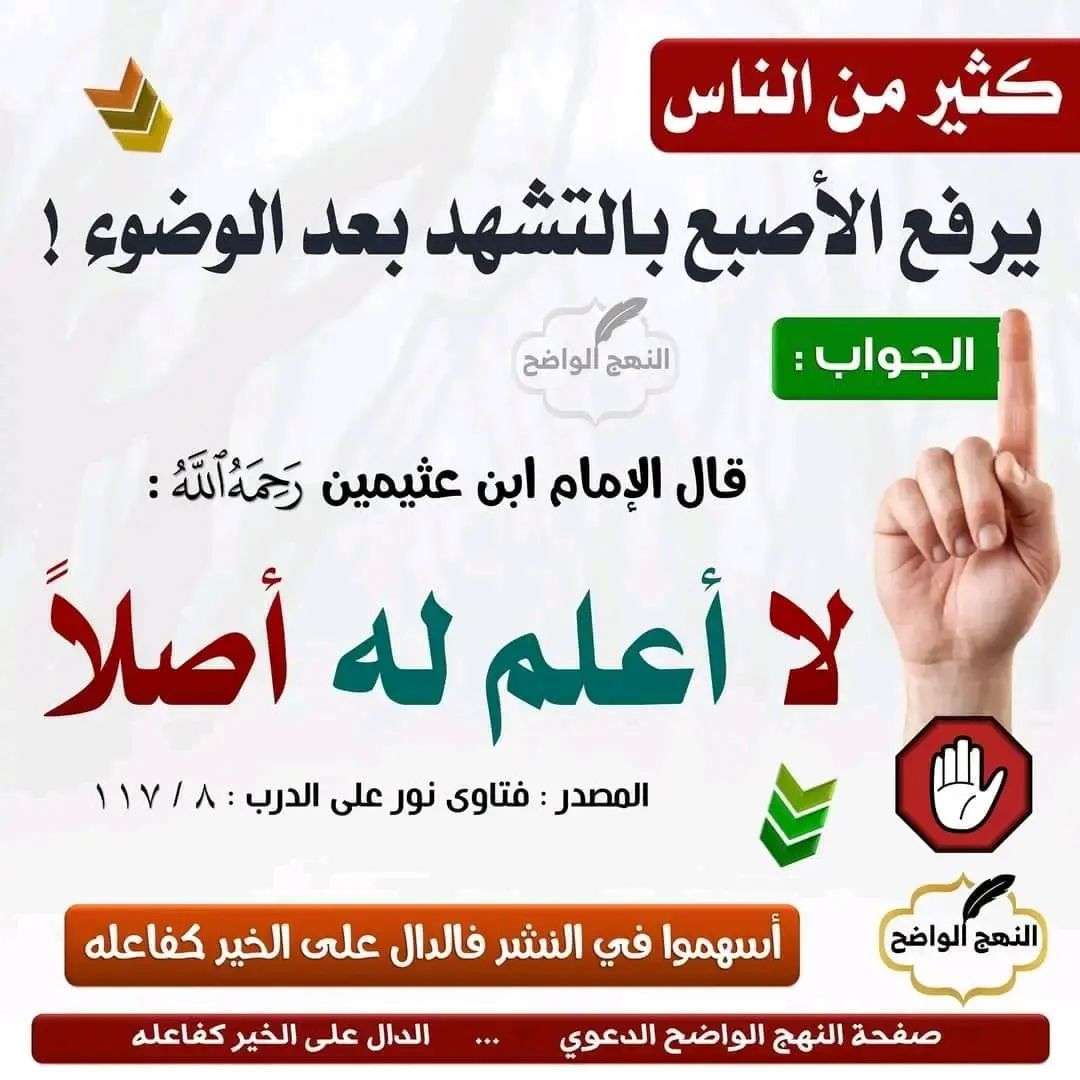 كثير من الناس
يرفع الأصبع بالتشهد بعد الوضوء !
النهج الواضح
الجواب :
قال الإمام ابن عثيمين رَحِمَهُ ٱللَّهُ :
لا أعلم له أصلاً
المصدر : فتاوى نور على الدرب : ٨ / ١١٧
النهج الواضح
أسهموا في النشر فالدال على الخير كفاعله
صفحة النهج الواضح الدعوي ... الدال على الخير كفاعله